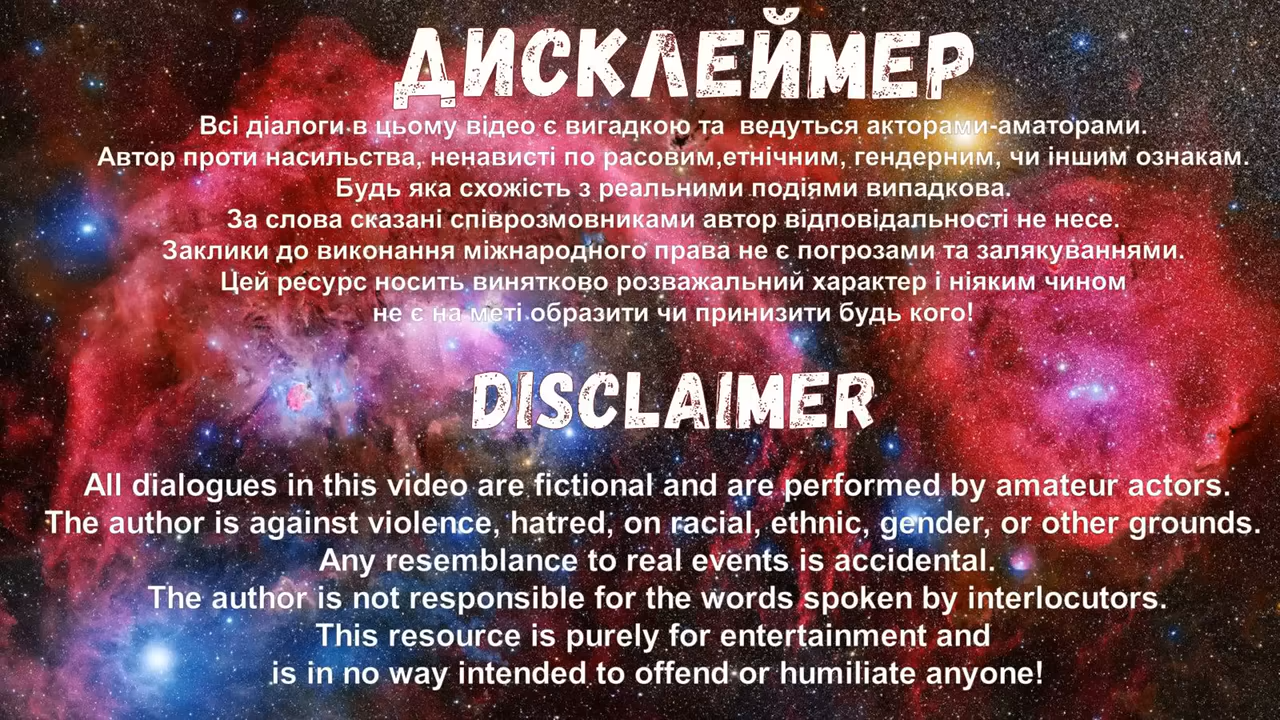 ДИСКЛЕЙМЕР
Всі діалоги в цьому відео є вигадкою та ведуться акторами-аматорами.
Автор проти насильства, ненависті по расовим,етнічним, гендерним, чи іншим ознакам.
Будь яка схожість з реальними подіями випадкова.
За слова сказані співрозмовниками автор відповідальності не несе.
Заклики до виконання міжнародного права не є погрозами та залякуваннями.
Цей ресурс носить винятково розважальний характер і ніяким чином
не є на меті образити чи принизити будь кого!
DISCLAIMER
All dialogues in this video are fictional and are performed by amateur actors.
The author is against violence, hatred, on racial, ethnic, gender, or other grounds.
Any resemblance to real events is accidental.
The author is not responsible for the words spoken by interlocutors.
This resource is purely for entertainment and
is in no way intended to offend or humiliate anyone!